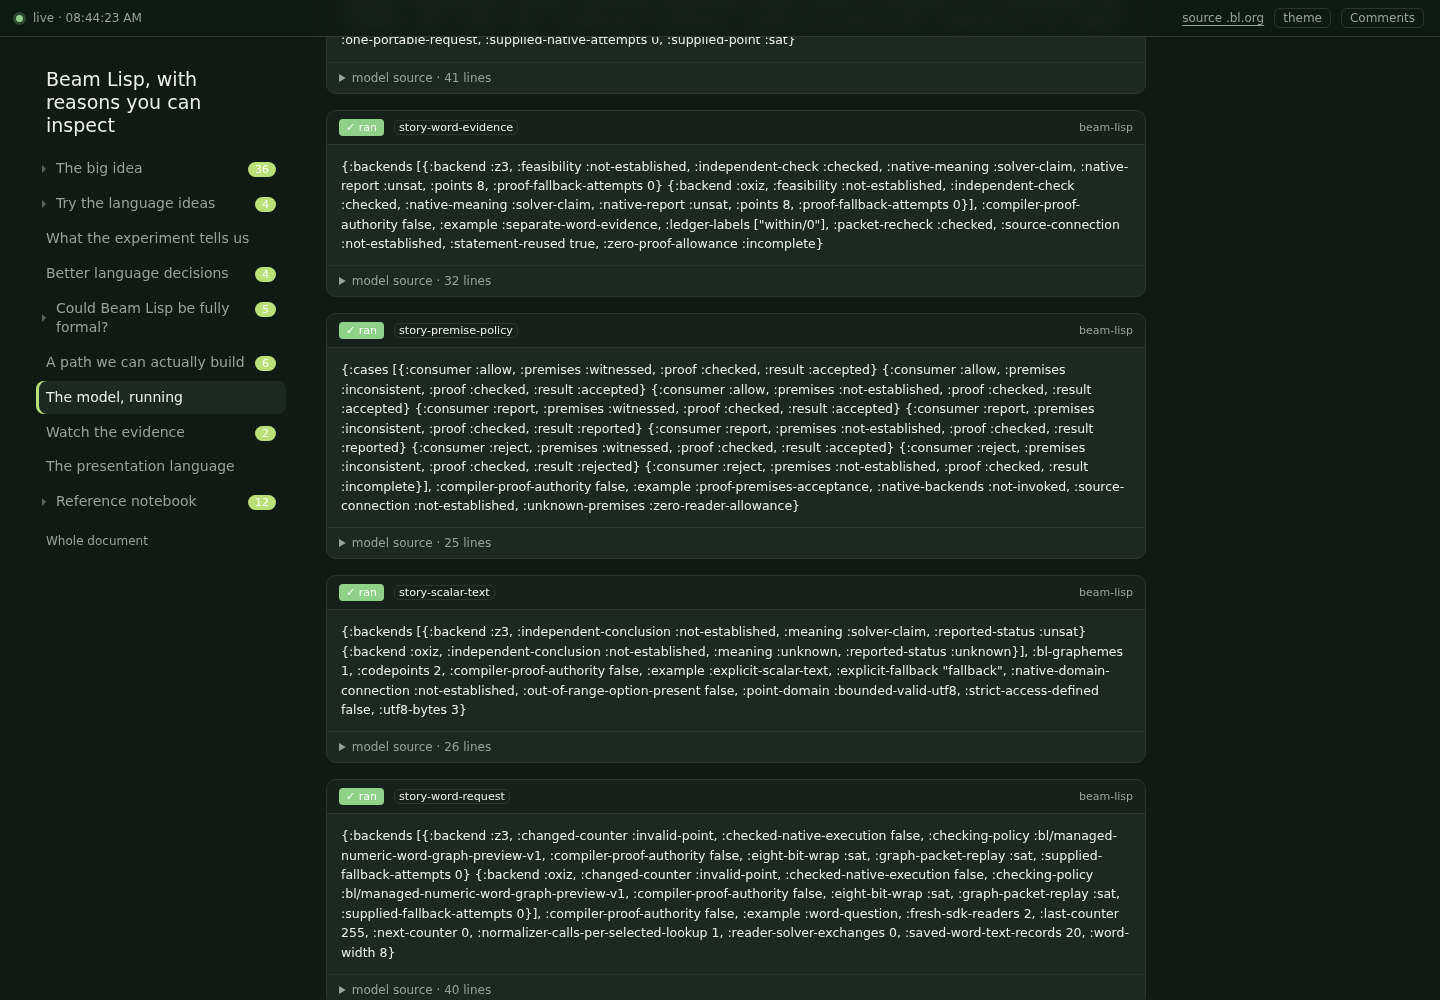 live · 08:44:23 AM
source .bl.org
theme
Comments
Beam Lisp, with
reasons you can
inspect
The big idea
36
Try the language ideas
4
What the experiment tells us
Better language decisions
4
Could Beam Lisp be fully
formal?
5
A path we can actually build
6
The model, running
Watch the evidence
2
The presentation language
Reference notebook
12
Whole document
:one-portable-request, :supplied-native-attempts 0, :supplied-point :sat}
model source · 41 lines
✓ ran
story-word-evidence
beam-lisp
{:backends [{:backend :z3, :feasibility :not-established, :independent-check :checked, :native-meaning :solver-claim, :native-
report :unsat, :points 8, :proof-fallback-attempts 0} {:backend :oxiz, :feasibility :not-established, :independent-check
:checked, :native-meaning :solver-claim, :native-report :unsat, :points 8, :proof-fallback-attempts 0}], :compiler-proof-
authority false, :example :separate-word-evidence, :ledger-labels ["within/0"], :packet-recheck :checked, :source-connection
:not-established, :statement-reused true, :zero-proof-allowance :incomplete}
model source · 32 lines
✓ ran
story-premise-policy
beam-lisp
{:cases [{:consumer :allow, :premises :witnessed, :proof :checked, :result :accepted} {:consumer :allow, :premises
:inconsistent, :proof :checked, :result :accepted} {:consumer :allow, :premises :not-established, :proof :checked, :result
:accepted} {:consumer :report, :premises :witnessed, :proof :checked, :result :accepted} {:consumer :report, :premises
:inconsistent, :proof :checked, :result :reported} {:consumer :report, :premises :not-established, :proof :checked, :result
:reported} {:consumer :reject, :premises :witnessed, :proof :checked, :result :accepted} {:consumer :reject, :premises
:inconsistent, :proof :checked, :result :rejected} {:consumer :reject, :premises :not-established, :proof :checked, :result
:incomplete}], :compiler-proof-authority false, :example :proof-premises-acceptance, :native-backends :not-invoked, :source-
connection :not-established, :unknown-premises :zero-reader-allowance}
model source · 25 lines
✓ ran
story-scalar-text
beam-lisp
{:backends [{:backend :z3, :independent-conclusion :not-established, :meaning :solver-claim, :reported-status :unsat}
{:backend :oxiz, :independent-conclusion :not-established, :meaning :unknown, :reported-status :unknown}], :bl-graphemes
1, :codepoints 2, :compiler-proof-authority false, :example :explicit-scalar-text, :explicit-fallback "fallback", :native-domain-
connection :not-established, :out-of-range-option-present false, :point-domain :bounded-valid-utf8, :strict-access-defined
false, :utf8-bytes 3}
model source · 26 lines
✓ ran
story-word-request
beam-lisp
{:backends [{:backend :z3, :changed-counter :invalid-point, :checked-native-execution false, :checking-policy :bl/managed-
numeric-word-graph-preview-v1, :compiler-proof-authority false, :eight-bit-wrap :sat, :graph-packet-replay :sat, :supplied-
fallback-attempts 0} {:backend :oxiz, :changed-counter :invalid-point, :checked-native-execution false, :checking-policy
:bl/managed-numeric-word-graph-preview-v1, :compiler-proof-authority false, :eight-bit-wrap :sat, :graph-packet-replay :sat,
:supplied-fallback-attempts 0}], :compiler-proof-authority false, :example :word-question, :fresh-sdk-readers 2, :last-counter
255, :next-counter 0, :normalizer-calls-per-selected-lookup 1, :reader-solver-exchanges 0, :saved-word-text-records 20, :word-
width 8}
model source · 40 lines